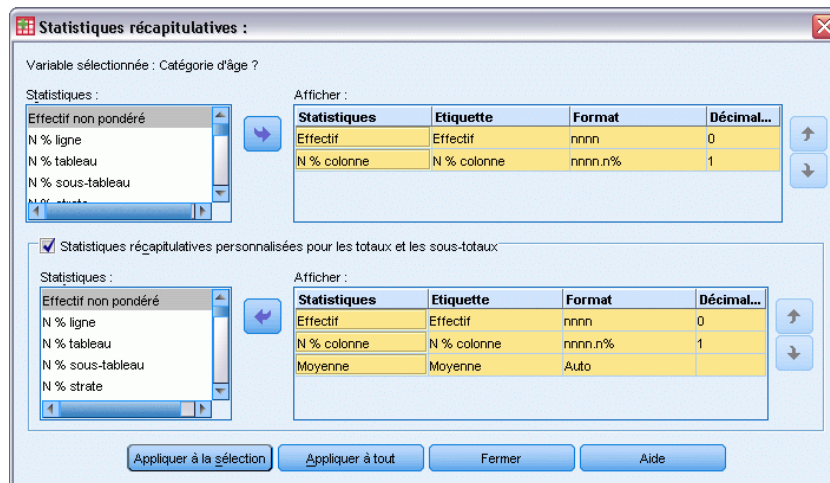 Statistiques récapitulatives :
Variable sélectionnée : Catégorie d'âge ?
Statistiques :
Afficher :
Effectif non pondéré
N % ligne
N % tableau
N % sous-tableau
N % strate
Statistiques Etiquette Format Décimal...
Effectif Effectif nnnn 0
N % colonne N % colonne nnnn.n% 1
Statistiques récapitulatives personnalisées pour les totaux et les sous-totaux
Statistiques :
Afficher :
Effectif non pondéré
N % ligne
N % tableau
N % sous-tableau
N % strate
Statistiques Etiquette Format Décimal...
Effectif Effectif nnnn 0
N % colonne N % colonne nnnn.n% 1
Moyenne Moyenne Auto
Appliquer à la sélection Appliquer à tout Fermer Aide